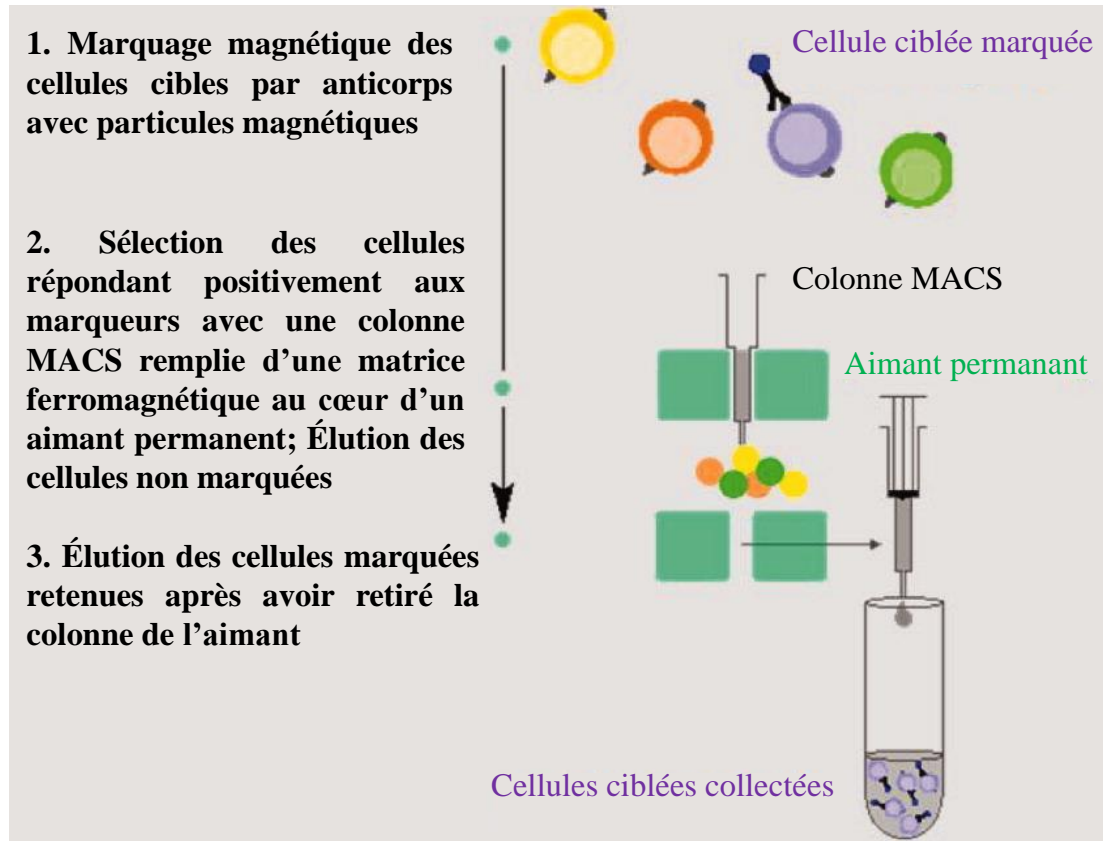 1. Marquage magnétique des
cellules cibles par anticorps
avec particules magnétiques
Cellule ciblée marquée
2. Sélection des cellules
répondant positivement aux
marqueurs avec une colonne
MACS remplie d’une matrice
ferromagnétique au cœur d’un
aimant permanent; Élution des
cellules non marquées
Colonne MACS
Aimant permanant
3. Élution des cellules marquées
retenues après avoir retiré la
colonne de l’aimant
Cellules ciblées collectées